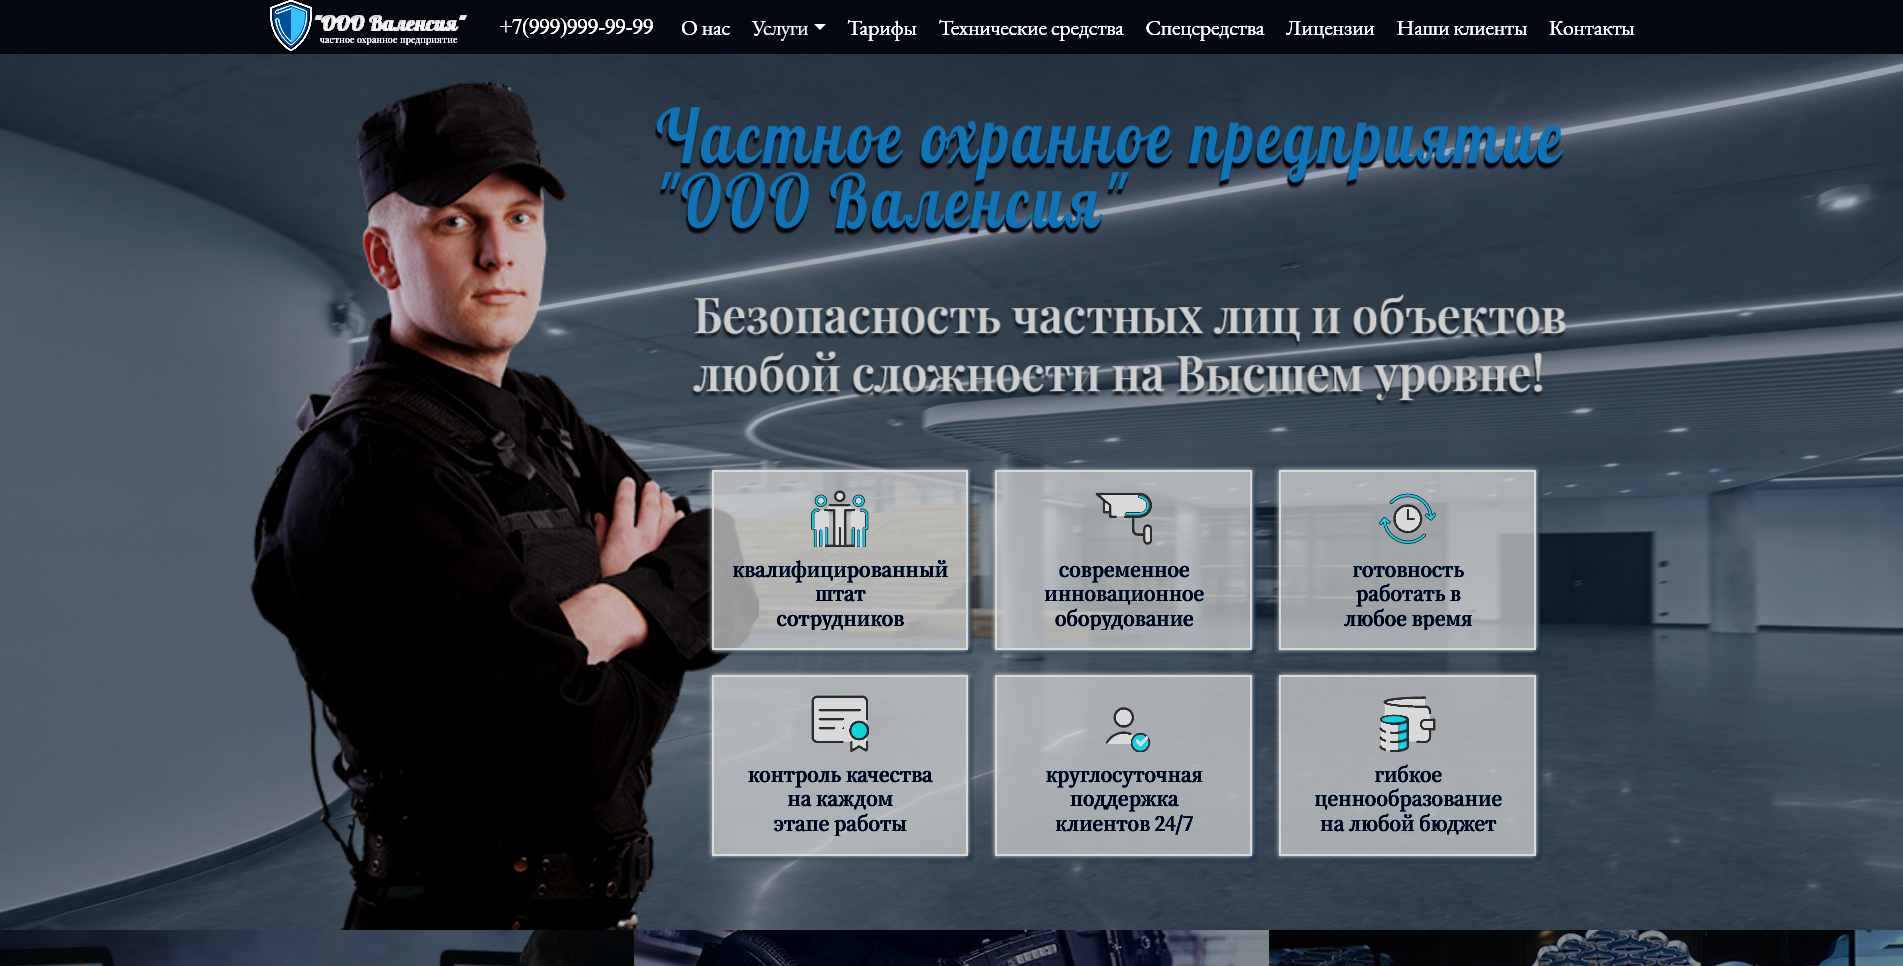 "ООО Валенсия"
частное охранное предприятие
+7(999)999-99-99
О нас
Услуги
Тарифы
Технические средства
Спецсредства
Лицензии
Наши клиенты
Контакты
Частное охранное предприятие
"ООО Валенсия"
Безопасность частных лиц и объектов
любой сложности на Высшем уровне!
квалифицированный
штат
сотрудников
современное
инновационное
оборудование
готовность
работать в
любое время
контроль качества
на каждом
этапе работы
круглосуточная
поддержка
клиентов 24/7
гибкое
ценнообразование
на любой бюджет